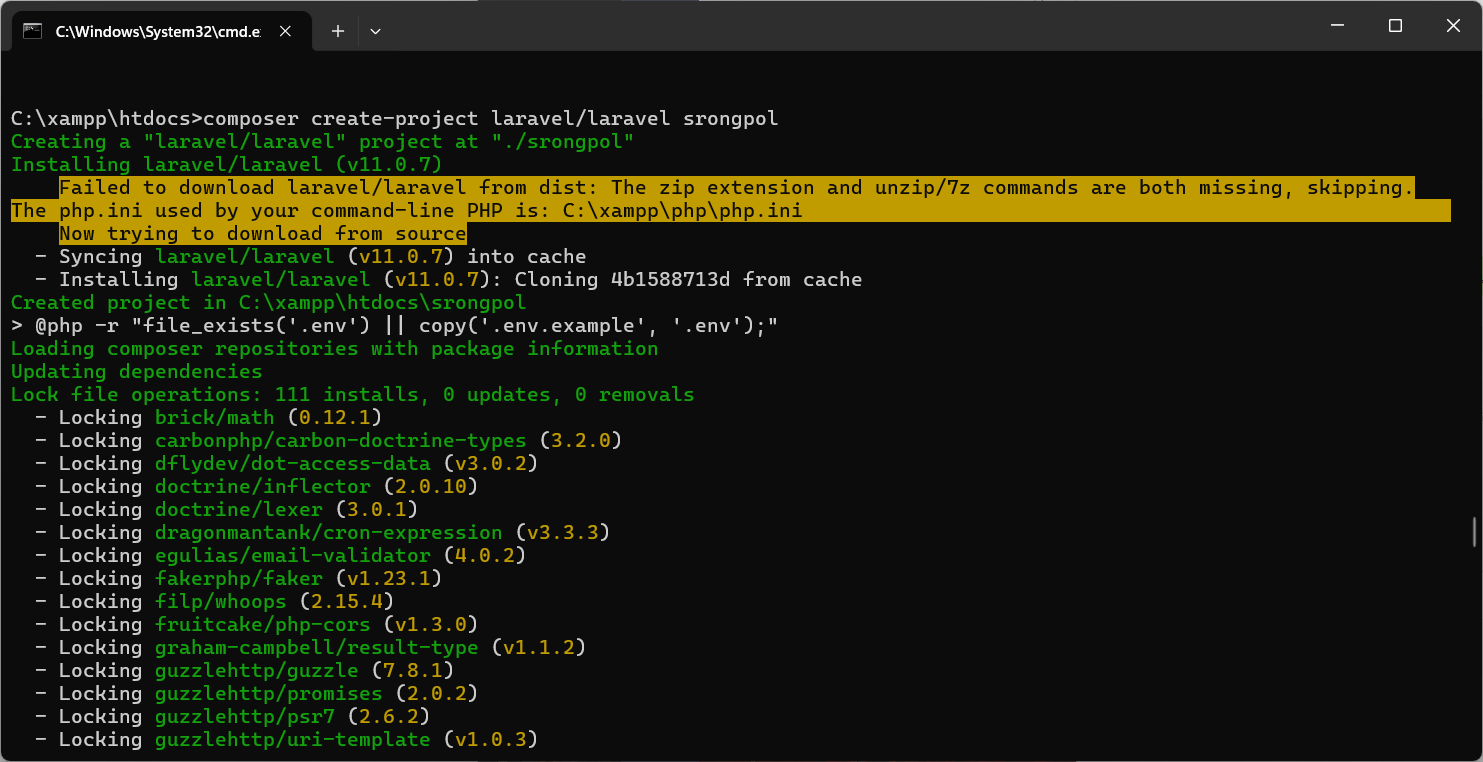 C:\Windows\System32\cmd.e
C:\xampp\htdocs>composer create-project laravel/laravel srongpol
Creating a "laravel/laravel" project at "./srongpol"
Installing laravel/laravel (v11.0.7)
Failed to download laravel/laravel from dist: The zip extension and unzip/7z commands are both missing, skipping.
The php.ini used by your command-line PHP is: C:\xampp\php\php.ini
Now trying to download from source
- Syncing laravel/laravel (v11.0.7) into cache
- Installing laravel/laravel (v11.0.7): Cloning 4b1588713d from cache
Created project in C:\xampp\htdocs\srongpol
> @php -r "file_exists('.env') || copy('.env.example', '.env');"
Loading composer repositories with package information
Updating dependencies
Lock file operations: 111 installs, 0 updates, 0 removals
- Locking brick/math (0.12.1)
- Locking carbonphp/carbon-doctrine-types (3.2.0)
- Locking dflydev/dot-access-data (v3.0.2)
- Locking doctrine/inflector (2.0.10)
- Locking doctrine/lexer (3.0.1)
- Locking dragonmantank/cron-expression (v3.3.3)
- Locking egulias/email-validator (4.0.2)
- Locking fakerphp/faker (v1.23.1)
- Locking filp/whoops (2.15.4)
- Locking fruitcake/php-cors (v1.3.0)
- Locking graham-campbell/result-type (v1.1.2)
- Locking guzzlehttp/guzzle (7.8.1)
- Locking guzzlehttp/promises (2.0.2)
- Locking guzzlehttp/psr7 (2.6.2)
- Locking guzzlehttp/uri-template (v1.0.3)